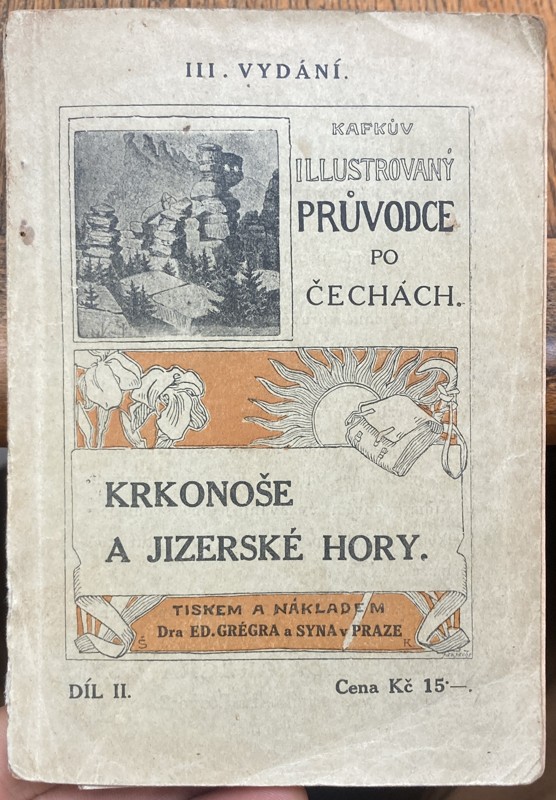 III. VYDÁNÍ.
KAFKŮV
ILLUSTROVANÝ
PRŮVODCE
PO
ČECHÁCH.
KRKONOŠE
A JIZERSKÉ HORY.
TISKEM A NÁKLADEM
Dra ED. GRÉGRA a SYNA v PRAZE
Š K
DÍL II.
Cena Kč 15·—.